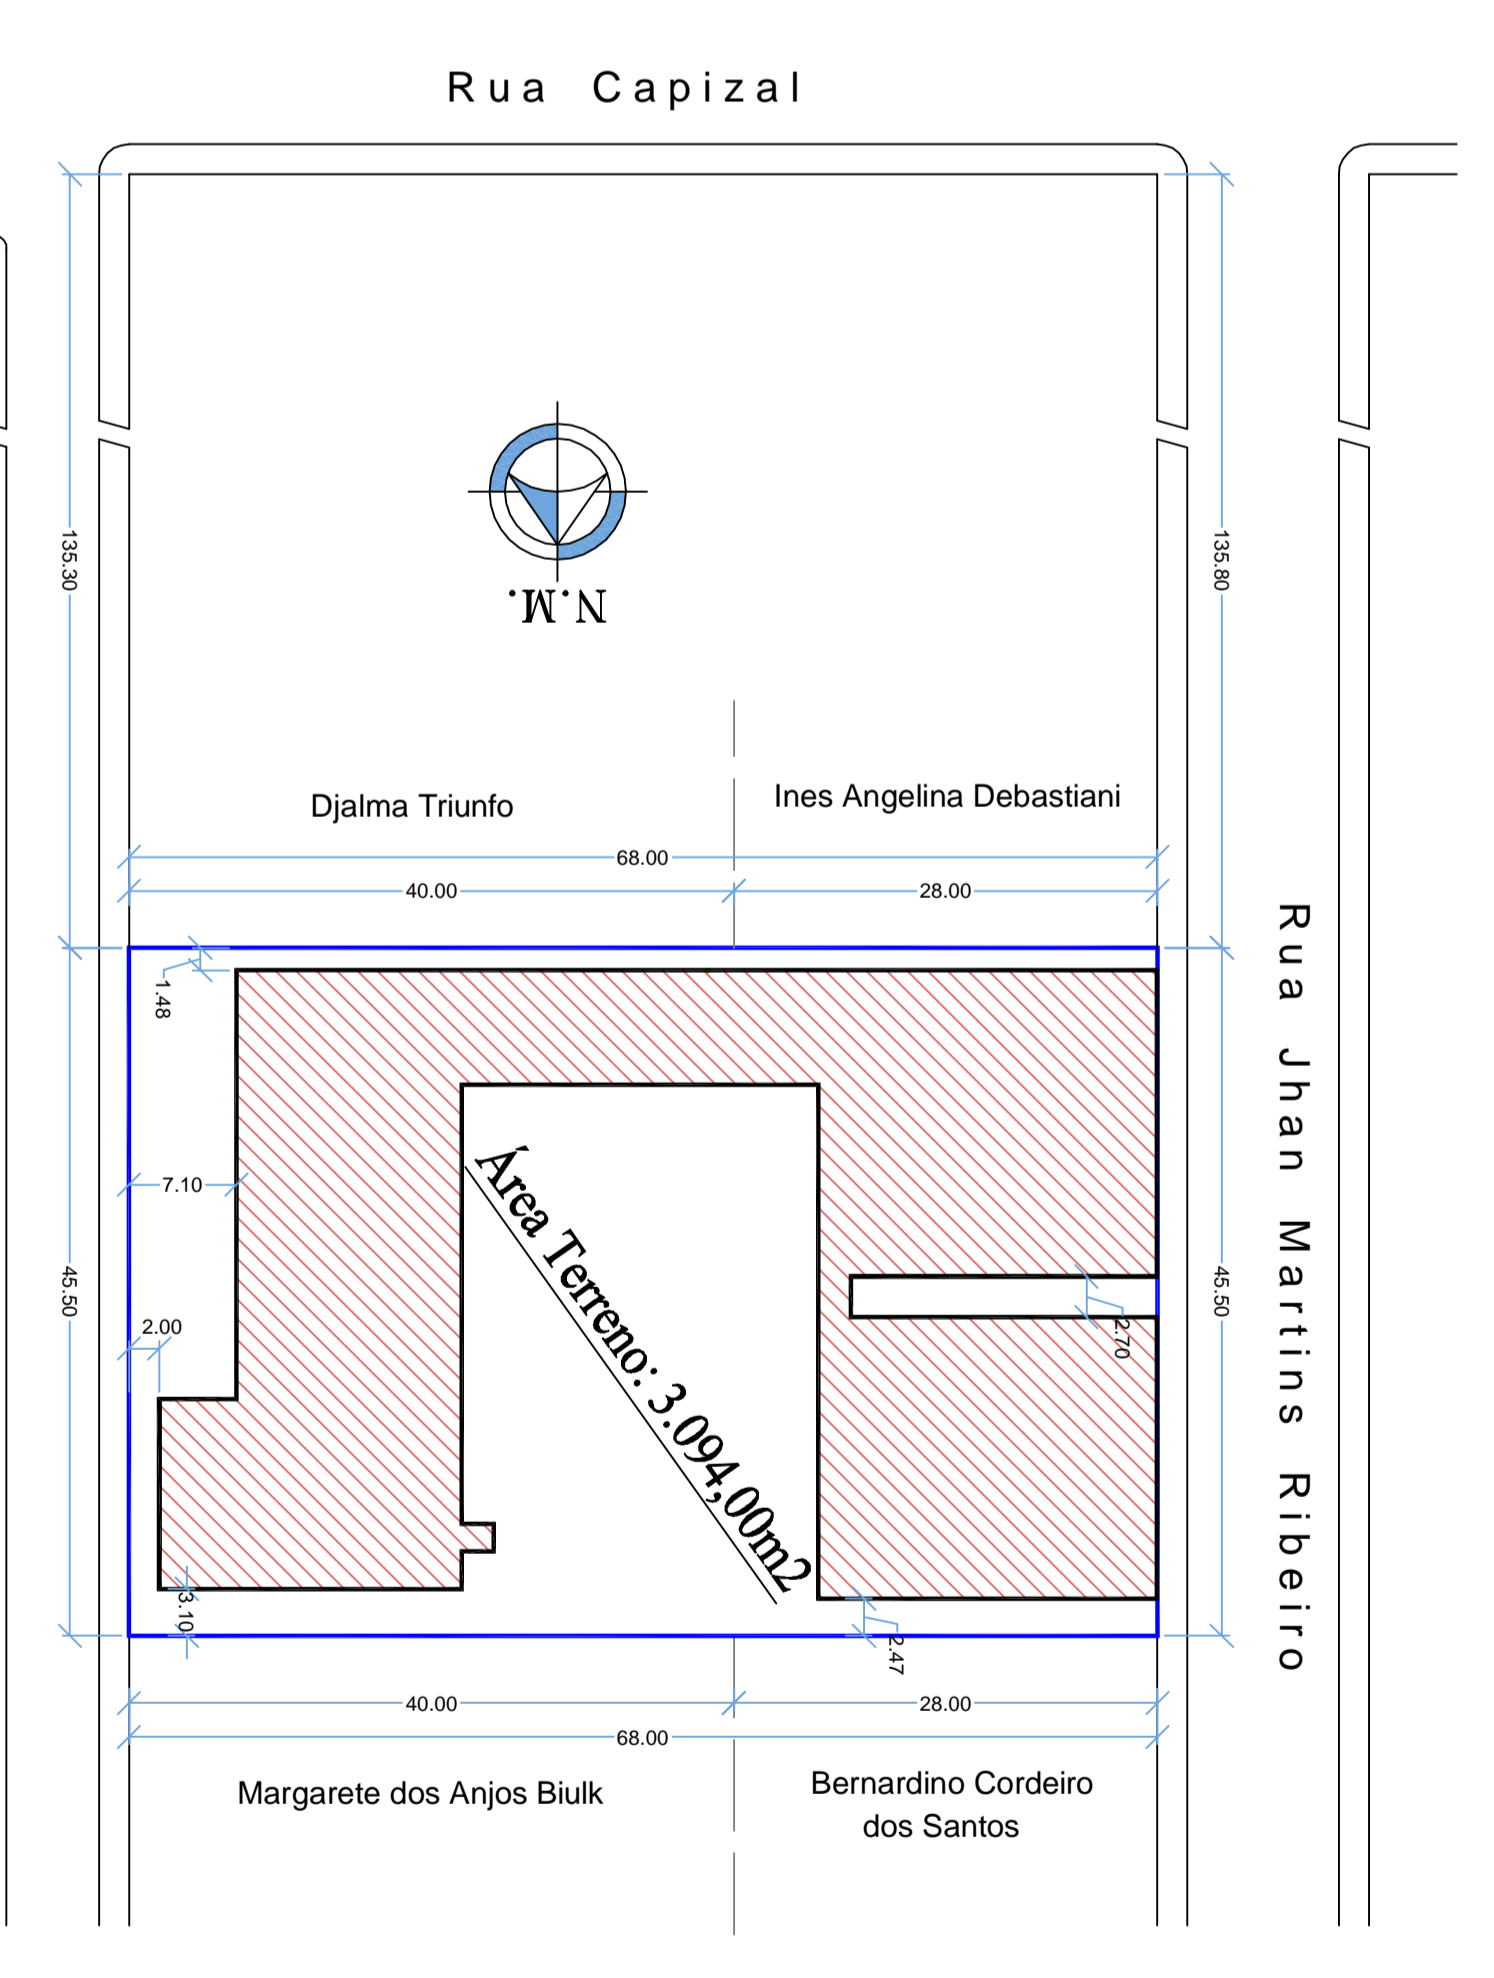 Rua Capizal
135.30
135.80
N.M.
Djalma Triunfo
Ines Angelina Debastiani
68.00
40.00
28.00
Rua Jhan Martins Ribeiro
1.48
7.10
Área Terreno: 3.094,00m2
45.50
45.50
2.00
2.70
3.10
2.47
40.00
28.00
68.00
Margarete dos Anjos Biulk
Bernardino Cordeiro
dos Santos